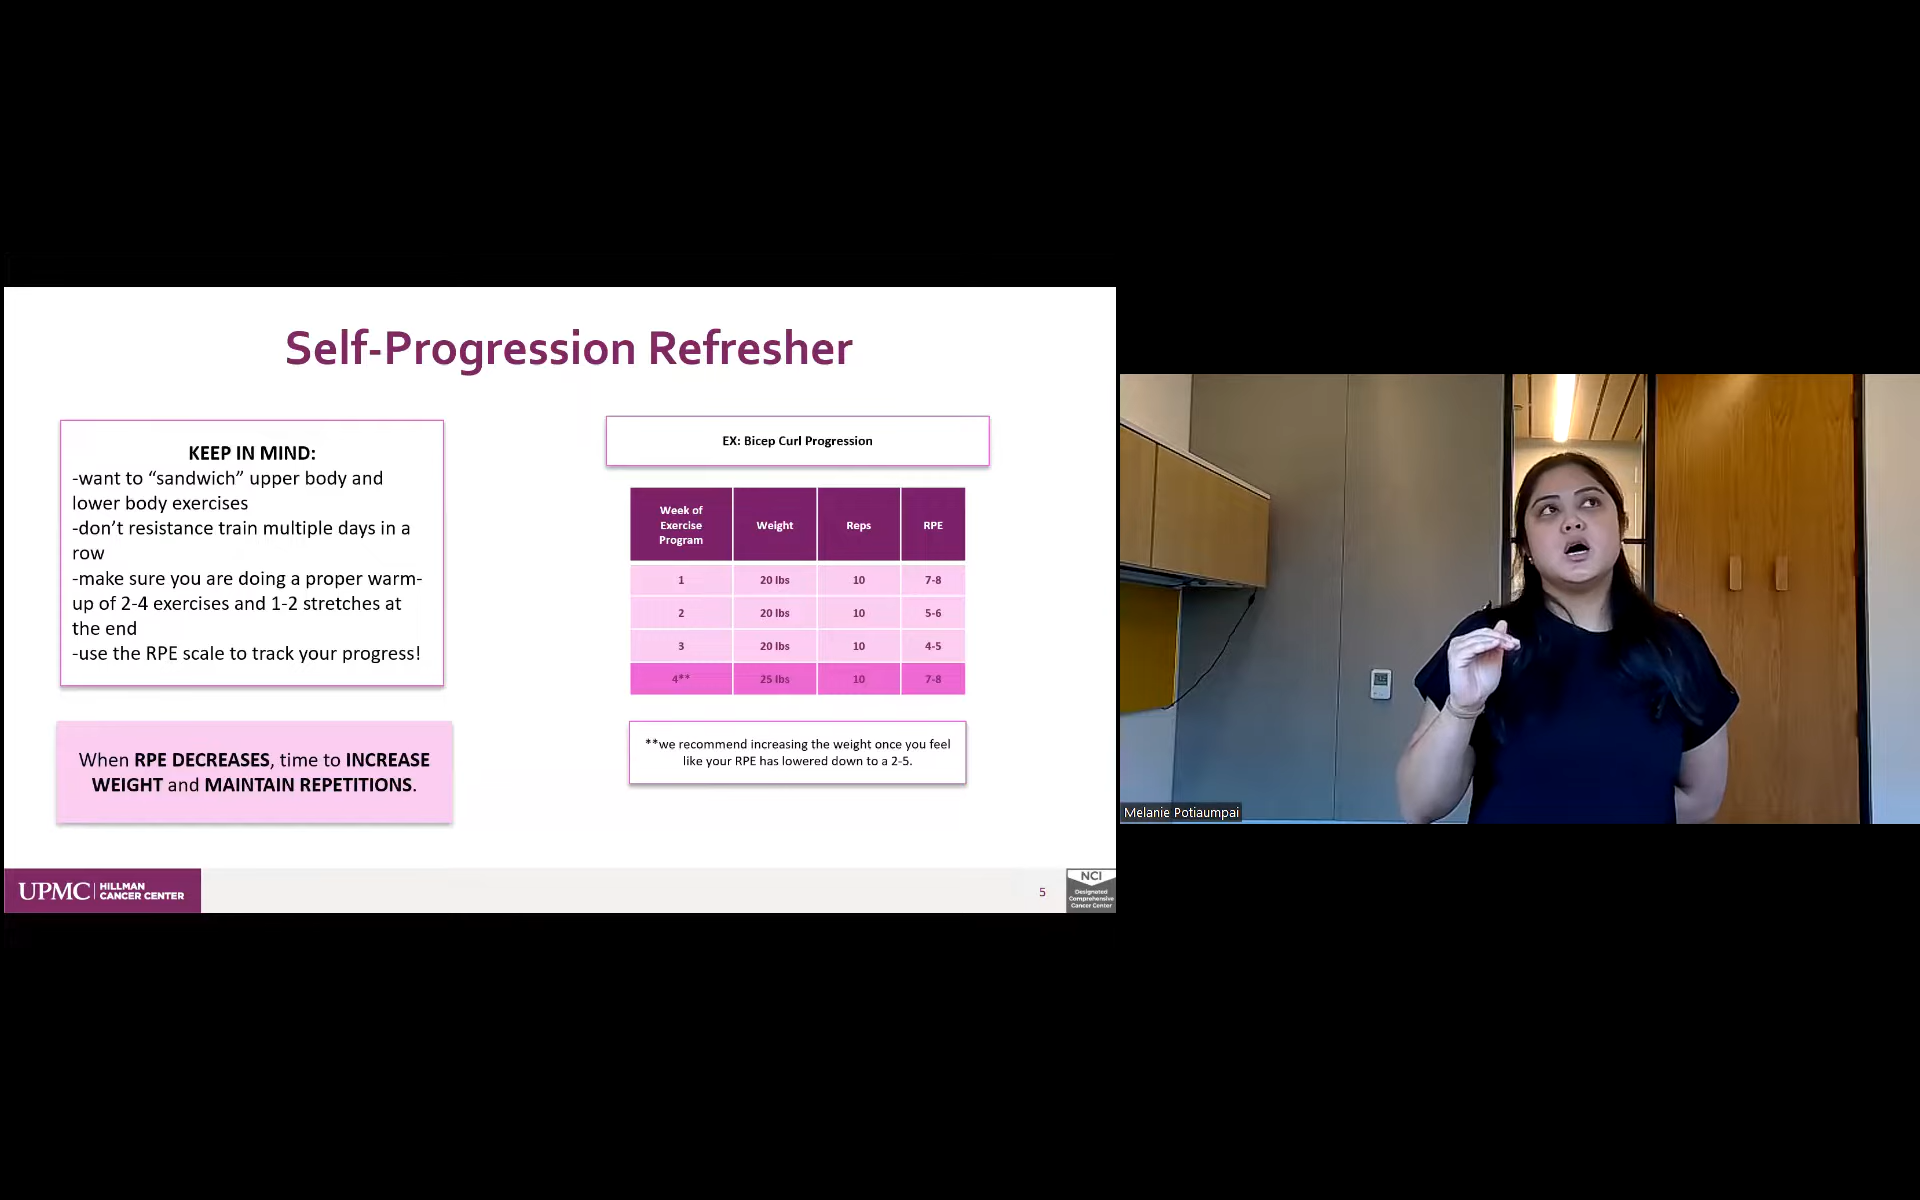 Self-Progression Refresher
KEEP IN MIND:
-want to “sandwich” upper body and
lower body exercises
-don’t resistance train multiple days in a
row
-make sure you are doing a proper warm-
up of 2-4 exercises and 1-2 stretches at
the end
-use the RPE scale to track your progress!
When RPE DECREASES, time to INCREASE
WEIGHT and MAINTAIN REPETITIONS.
EX: Bicep Curl Progression
Week of
Exercise
Program
Weight
Reps
RPE
1 20 lbs 10 7-8
2 20 lbs 10 5-6
3 20 lbs 10 4-5
4** 25 lbs 10 7-8
**we recommend increasing the weight once you feel
like your RPE has lowered down to a 2-5.
UPMC HILLMAN
CANCER CENTER
5
NCI
Designated
Comprehensive
Cancer Center
Melanie Potiaumpai